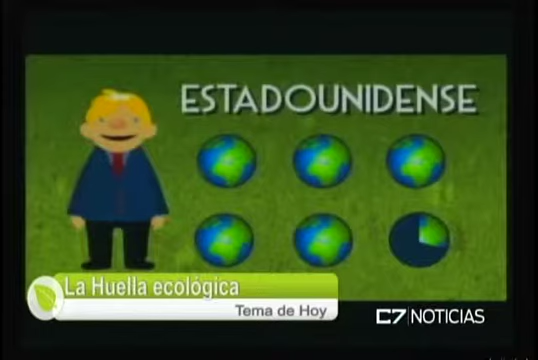 ESTADOUNIDENSE
La Huella ecológica
Tema de Hoy
C7 NOTICIAS